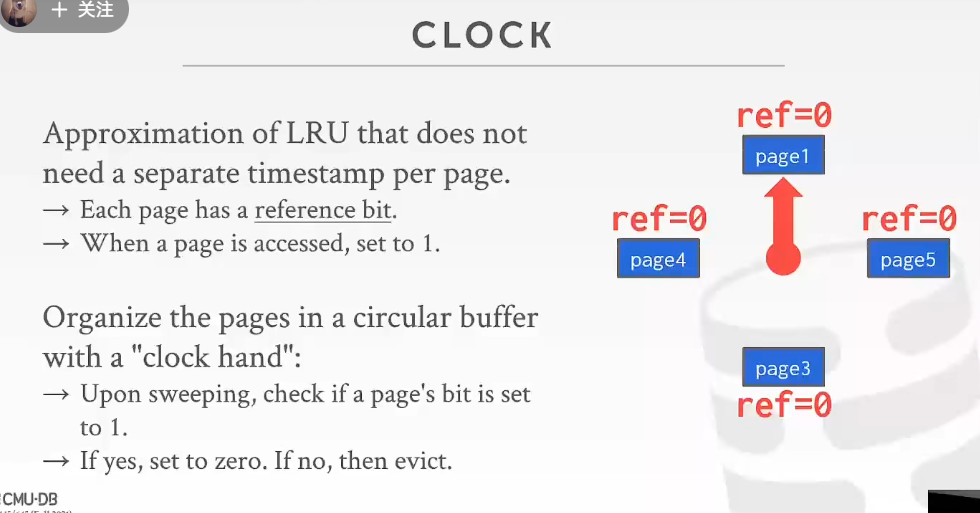 + 关注
CLOCK
Approximation of LRU that does not
need a separate timestamp per page.
→ Each page has a reference bit.
→ When a page is accessed, set to 1.
Organize the pages in a circular buffer
with a "clock hand":
→ Upon sweeping, check if a page's bit is set
to 1.
→ If yes, set to zero. If no, then evict.
ref=0
page1
ref=0
page4
ref=0
page5
page3
ref=0
CMU·DB